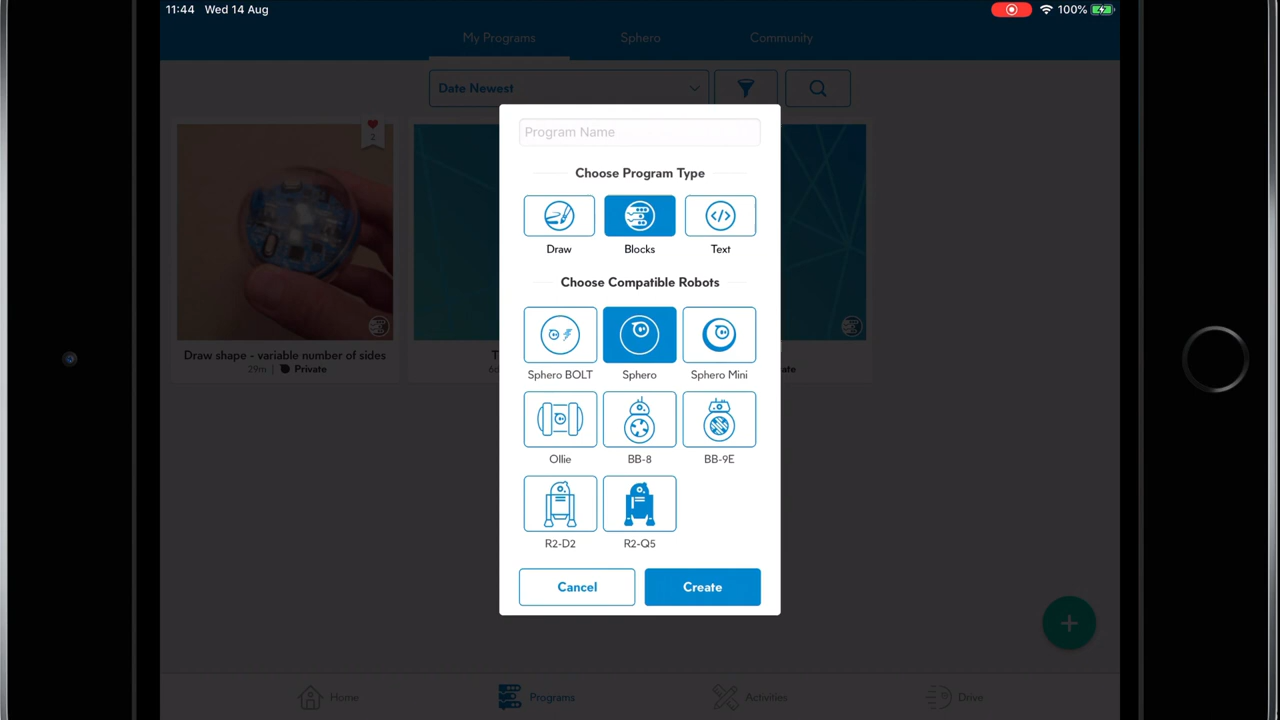 11:44 Wed 14 Aug
100%
My Programs Sphero Community
Date Newest
2
Program Name
Choose Program Type
Draw Blocks Text
Choose Compatible Robots
Sphero BOLT Sphero Sphero Mini
Ollie BB-8 BB-9E
R2-D2 R2-Q5
Cancel Create
Draw shape - variable number of sides
29m | Private
Home Programs Activities Drive